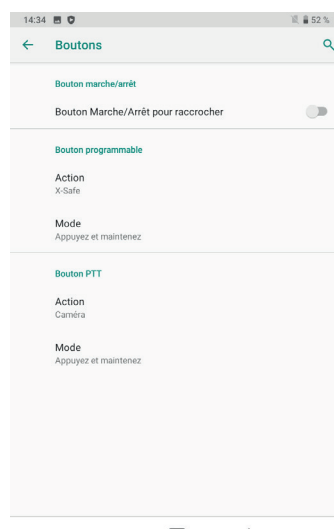 14:34
52 %
Boutons
Bouton marche/arrêt
Bouton Marche/Arrêt pour raccrocher
Bouton programmable
Action
X-Safe
Mode
Appuyez et maintenez
Bouton PTT
Action
Caméra
Mode
Appuyez et maintenez